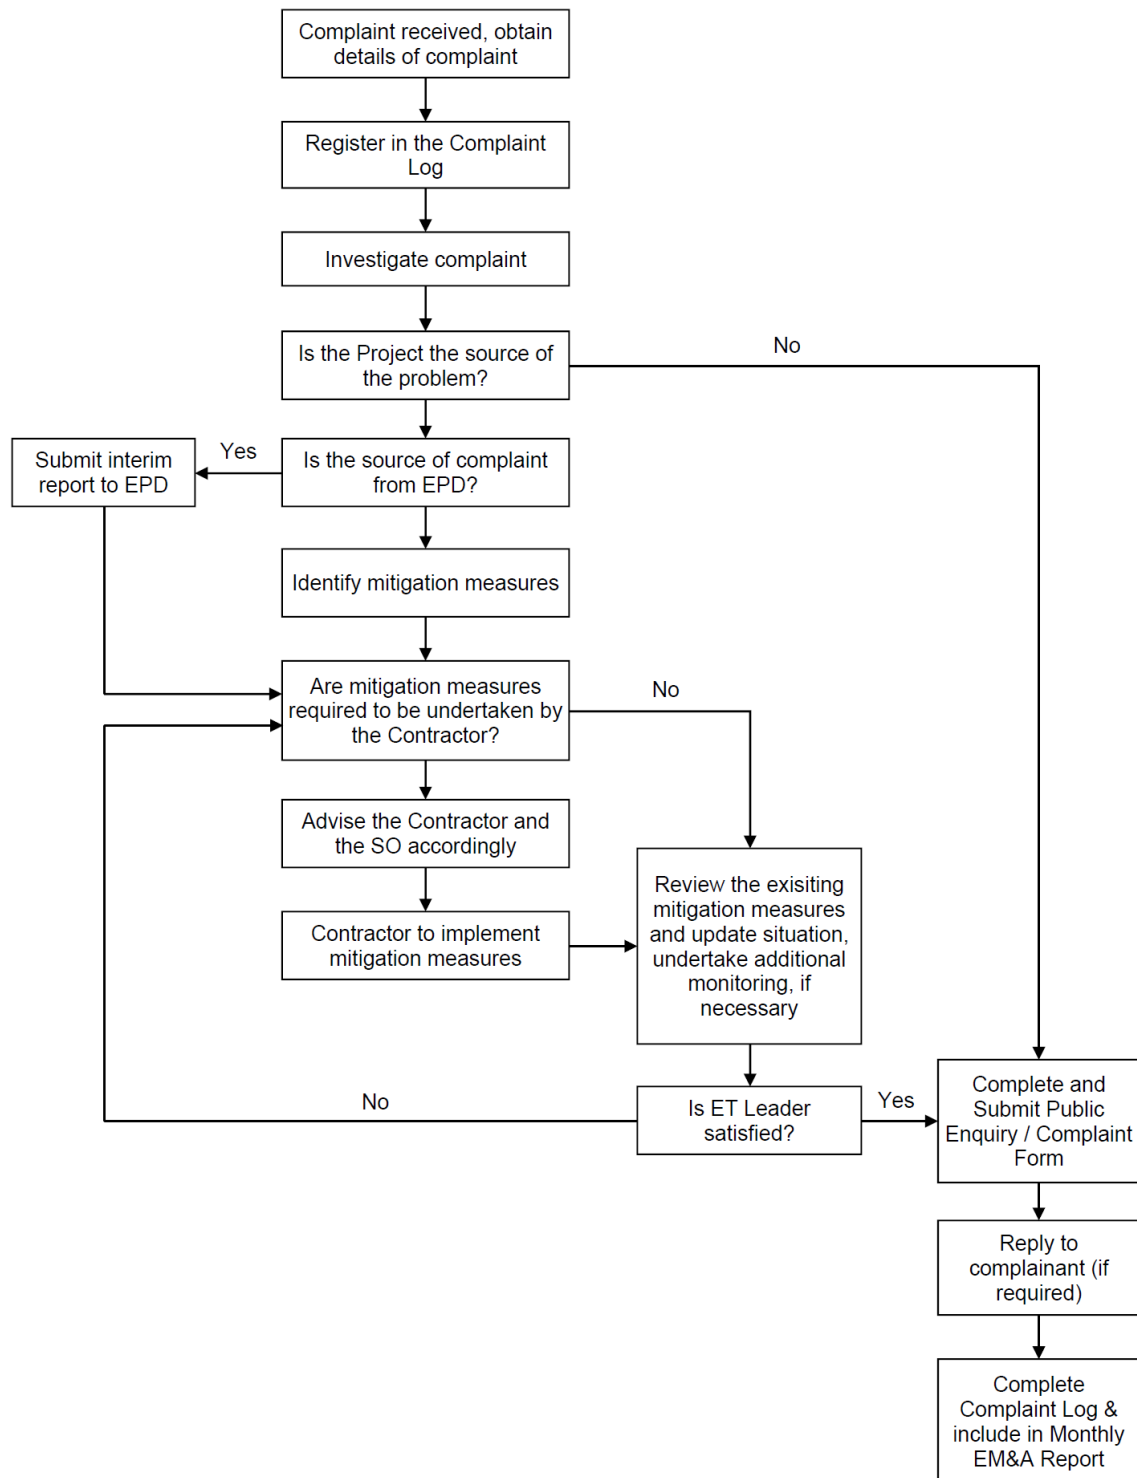 Complaint received, obtain
details of complaint
Register in the Complaint
Log
Investigate complaint
Is the Project the source of
the problem?
No
Submit interim
report to EPD
Yes
Is the source of complaint
from EPD?
Identify mitigation measures
Are mitigation measures
required to be undertaken by
the Contractor?
No
Advise the Contractor and
the SO accordingly
Contractor to implement
mitigation measures
Review the exisiting
mitigation measures
and update situation,
undertake additional
monitoring, if
necessary
No
Is ET Leader
satisfied?
Yes
Complete and
Submit Public
Enquiry / Complaint
Form
Reply to
complainant (if
required)
Complete
Complaint Log &
include in Monthly
EM&A Report